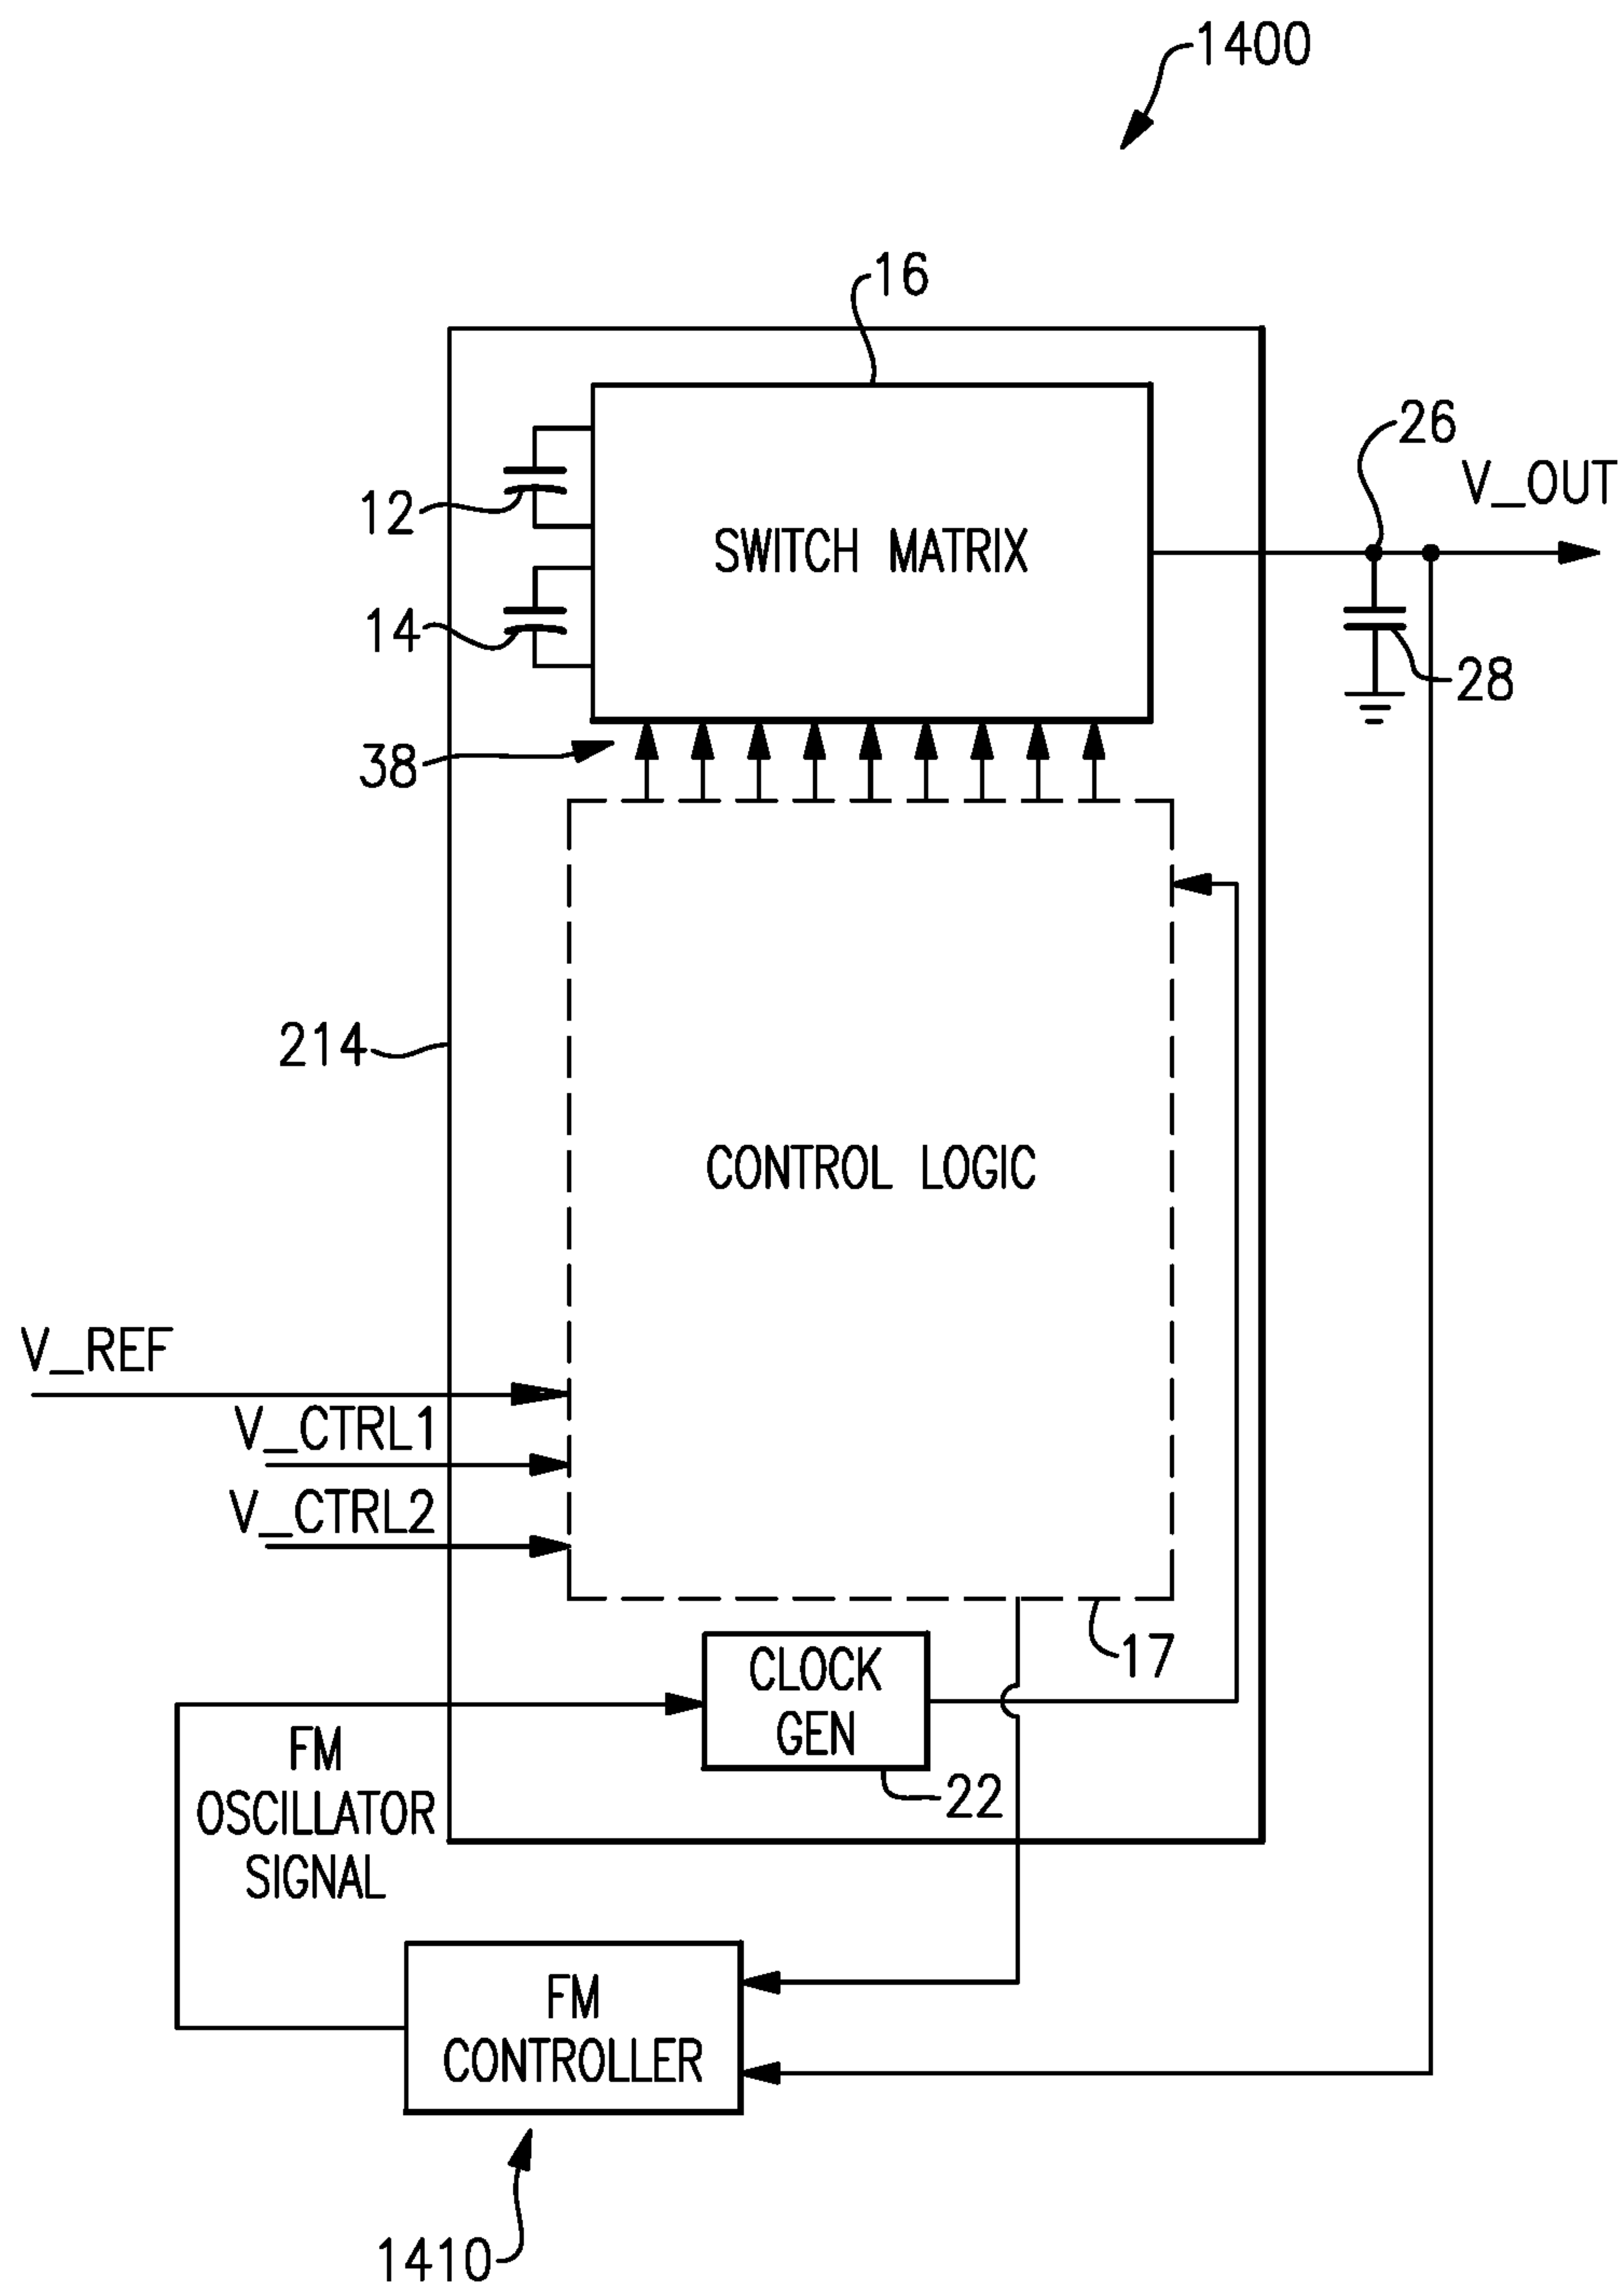 1400
16
26
V_OUT
12
SWITCH MATRIX
14
28
38
214
CONTROL LOGIC
V_REF
V_CTRL1
V_CTRL2
17
CLOCK
GEN
22
FM
OSCILLATOR
SIGNAL
FM
CONTROLLER
1410